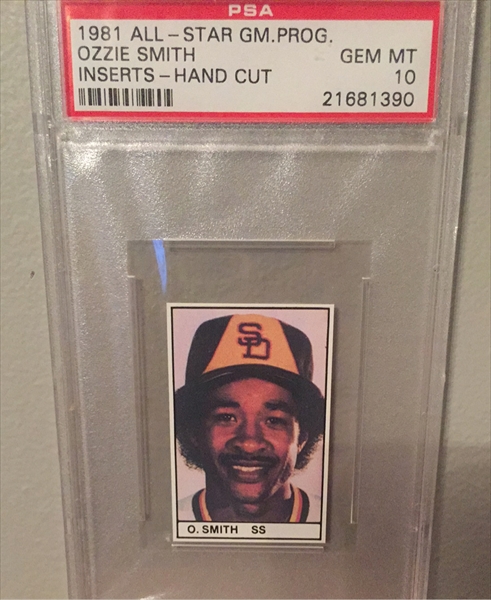 PSA
1981 ALL-STAR GM.PROG.
OZZIE SMITH GEM MT
INSERTS-HAND CUT 10
21681390
SD
O. SMITH SS